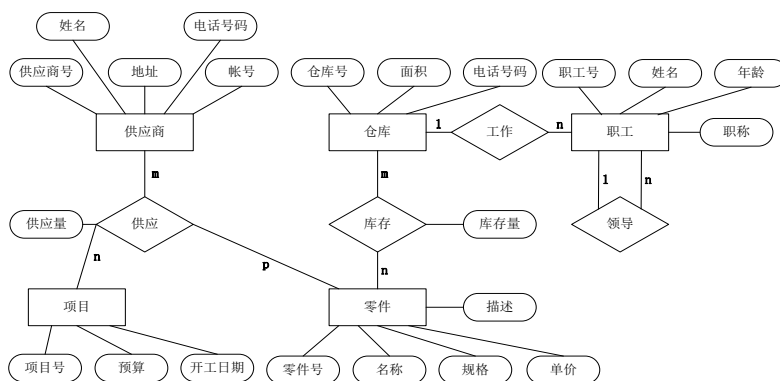 姓名
电话号码
供应商号
地址
帐号
仓库号
面积
电话号码
职工号
姓名
年龄
供应商
仓库
1
工作
n
职工
职称
m
m
1
n
供应量
供应
库存
库存量
领导
n
p
n
项目
零件
描述
项目号
预算
开工日期
零件号
名称
规格
单价